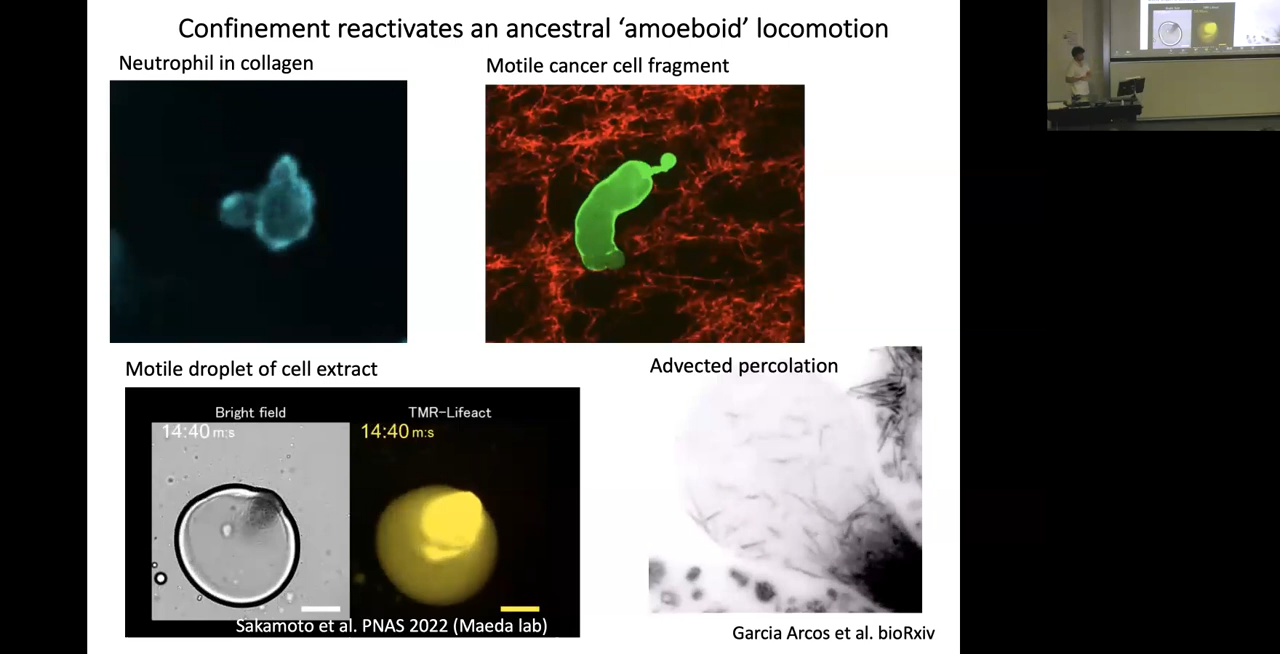 Confinement reactivates an ancestral ‘amoeboid’ locomotion
Neutrophil in collagen
Motile cancer cell fragment
Motile droplet of cell extract
Bright field
14:40 m:s
TMR-Lifeact
14:40 m:s
Sakamoto et al. PNAS 2022 (Maeda lab)
Advected percolation
Garcia Arcos et al. bioRxiv